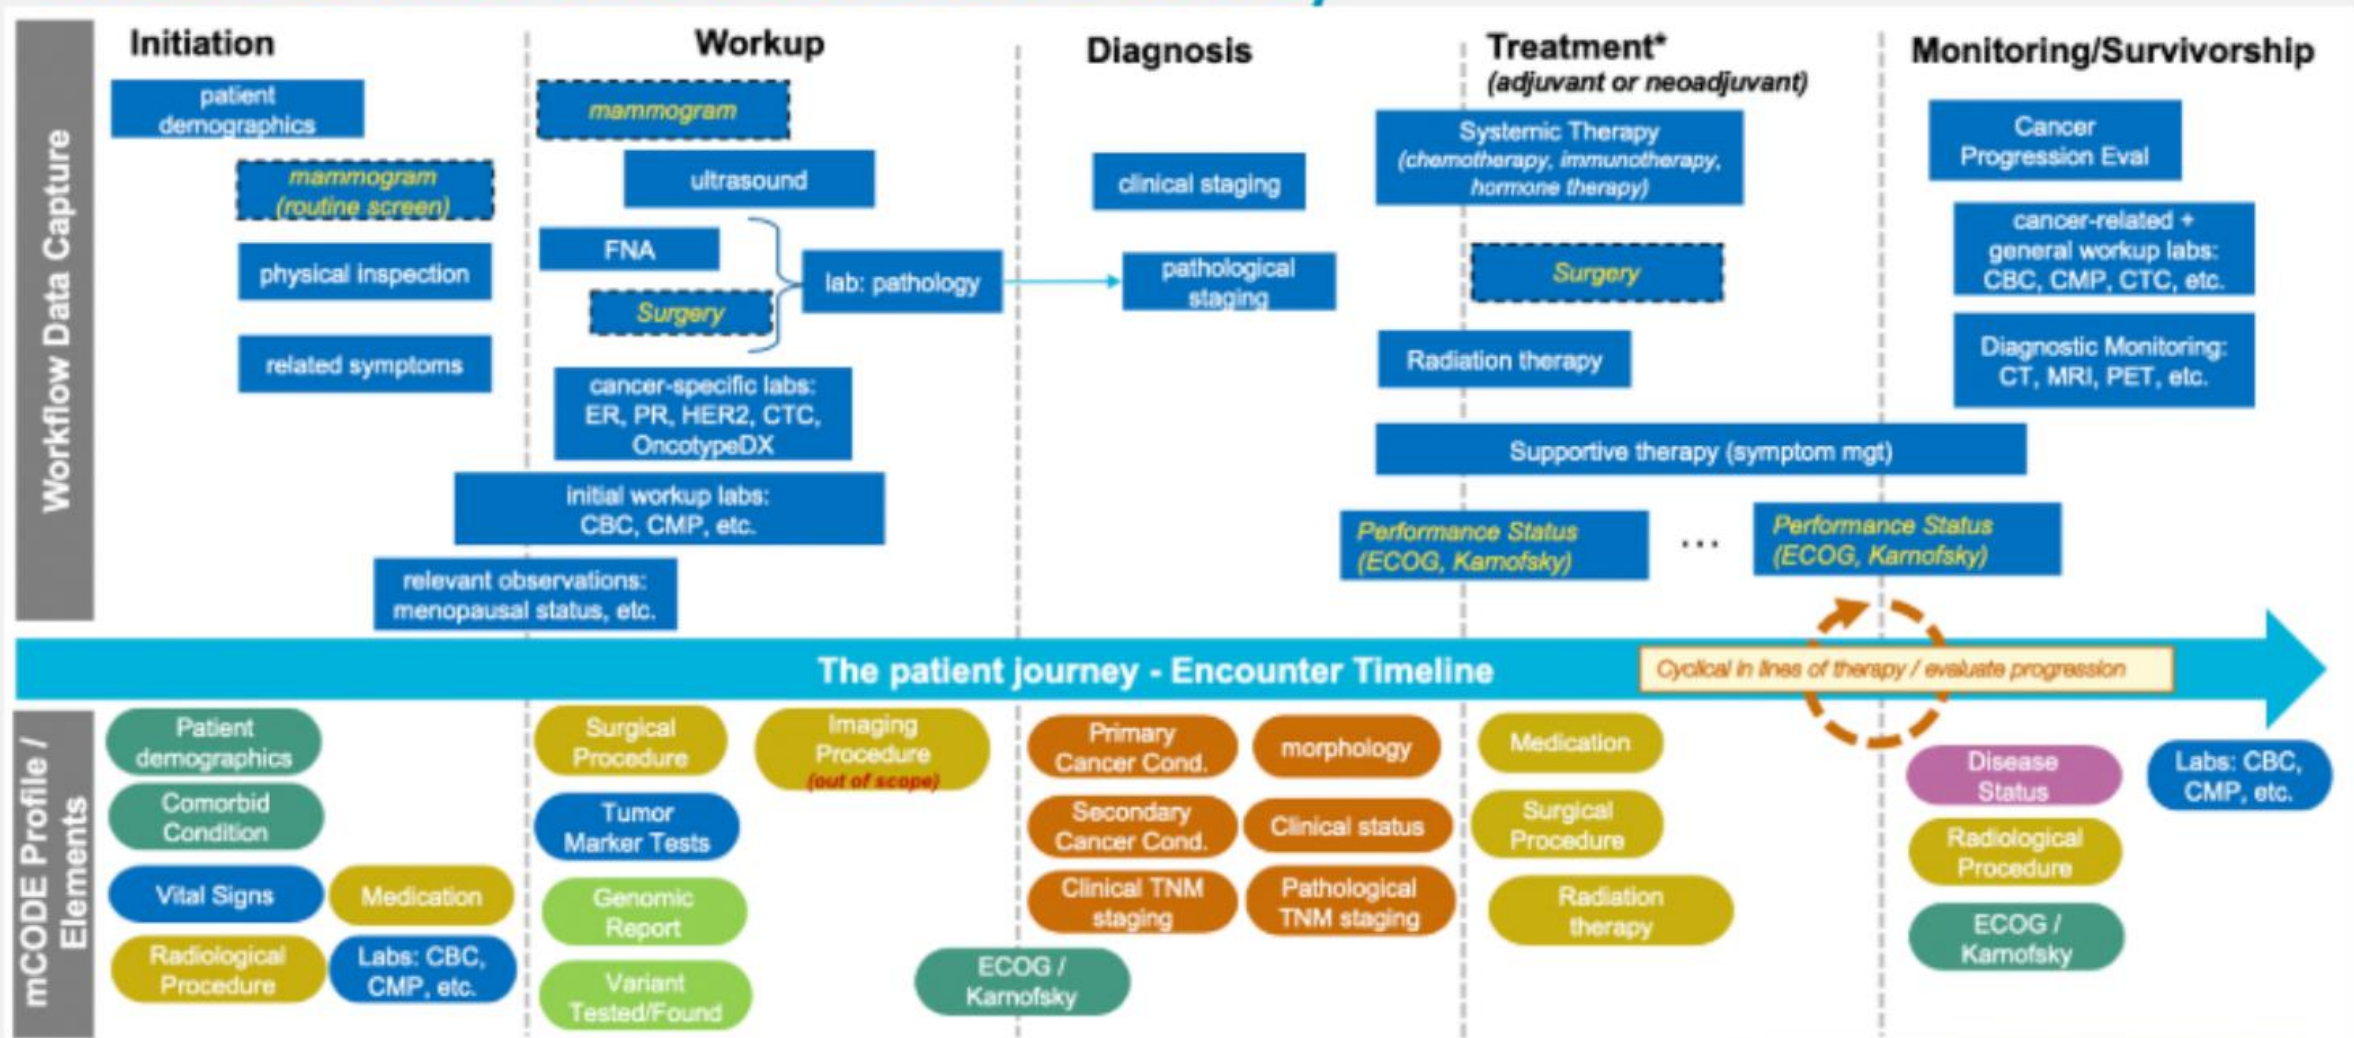 Initiation
Workup
Diagnosis
Treatment*
(adjuvant or neoadjuvant)
Monitoring/Survivorship
Workflow Data Capture
patient
demographics
mammogram
(routine screen)
physical inspection
related symptoms
mammogram
ultrasound
FNA
Surgery
lab: pathology
cancer-specific labs:
ER, PR, HER2, CTC,
OncotypeDX
initial workup labs:
CBC, CMP, etc.
relevant observations:
menopausal status, etc.
clinical staging
pathological
staging
Systemic Therapy
(chemotherapy, immunotherapy,
hormone therapy)
Surgery
Radiation therapy
Supportive therapy (symptom mgt)
Performance Status
(ECOG, Karnofsky)
...
Performance Status
(ECOG, Karnofsky)
Cancer
Progression Eval
cancer-related +
general workup labs:
CBC, CMP, CTC, etc.
Diagnostic Monitoring:
CT, MRI, PET, etc.
The patient journey - Encounter Timeline
Cyclical in lines of therapy / evaluate progression
mCODE Profile /
Elements
Patient
demographics
Comorbid
Condition
Vital Signs
Medication
Radiological
Procedure
Labs: CBC,
CMP, etc.
Surgical
Procedure
Imaging
Procedure
(out of scope)
Tumor
Marker Tests
Genomic
Report
Variant
Tested/Found
ECOG /
Karnofsky
Primary
Cancer Cond.
morphology
Secondary
Cancer Cond.
Clinical status
Clinical TNM
staging
Pathological
TNM staging
Medication
Surgical
Procedure
Radiation
therapy
Disease
Status
Labs: CBC,
CMP, etc.
Radiological
Procedure
ECOG /
Karnofsky